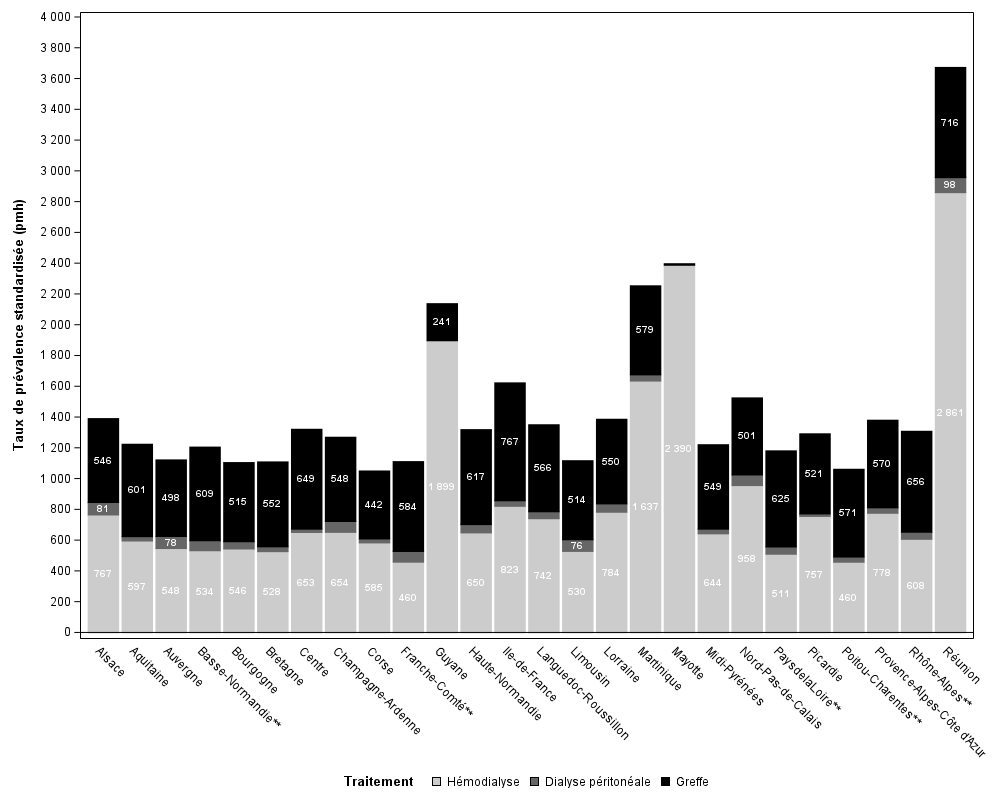 Taux de prévalence standardisée (pmh)
4 000
3 800
3 600
3 400
3 200
3 000
2 800
2 600
2 400
2 200
2 000
1 800
1 600
1 400
1 200
1 000
800
600
400
200
0
546
81
767
601
597
498
78
548
609
534
515
546
552
528
649
653
548
654
442
585
584
460
241
1 899
617
650
767
823
566
742
514
76
530
550
784
579
1 637
2 390
549
644
501
958
625
511
521
757
571
460
570
778
656
608
716
98
2 861
Alsace
Aquitaine
Auvergne
Basse-Normandie**
Bourgogne
Bretagne
Centre
Champagne-Ardenne
Corse
Franche-Comté**
Guyane
Haute-Normandie
Ile-de-France
Languedoc-Roussillon
Limousin
Lorraine
Martinique
Mayotte
Midi-Pyrénées
Nord-Pas-de-Calais
PaysdelaLoire**
Picardie
Poitou-Charentes**
Provence-Alpes-Côte d'Azur
Rhône-Alpes**
Réunion
Traitement Hémodialyse Dialyse péritonéale Greffe